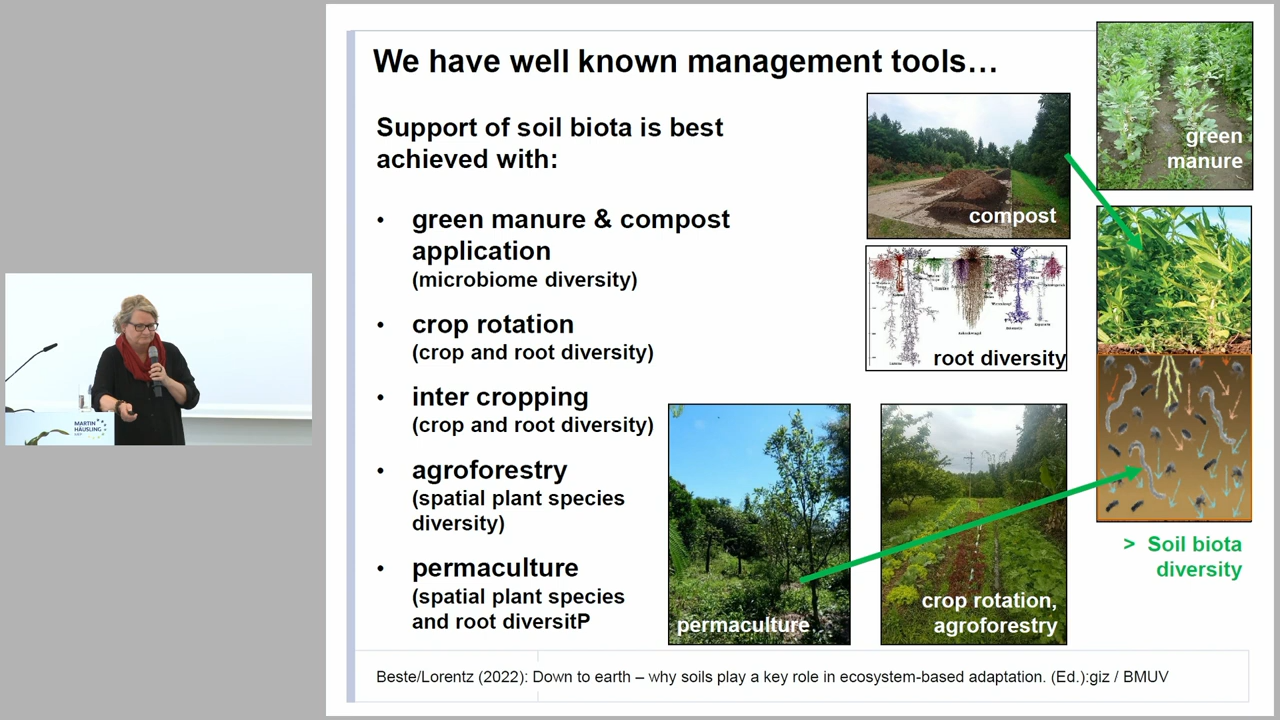 We have well known management tools…
Support of soil biota is best
achieved with:
• green manure & compost
application
(microbiome diversity)
• crop rotation
(crop and root diversity)
• inter cropping
(crop and root diversity)
• agroforestry
(spatial plant species
diversity)
• permaculture
(spatial plant species
and root diversitP
compost
green
manure
root diversity
permaculture
crop rotation,
agroforestry
> Soil biota
diversity
Beste/Lorentz (2022): Down to earth – why soils play a key role in ecosystem-based adaptation. (Ed.):giz / BMUV
MARTIN
HÄUSLING